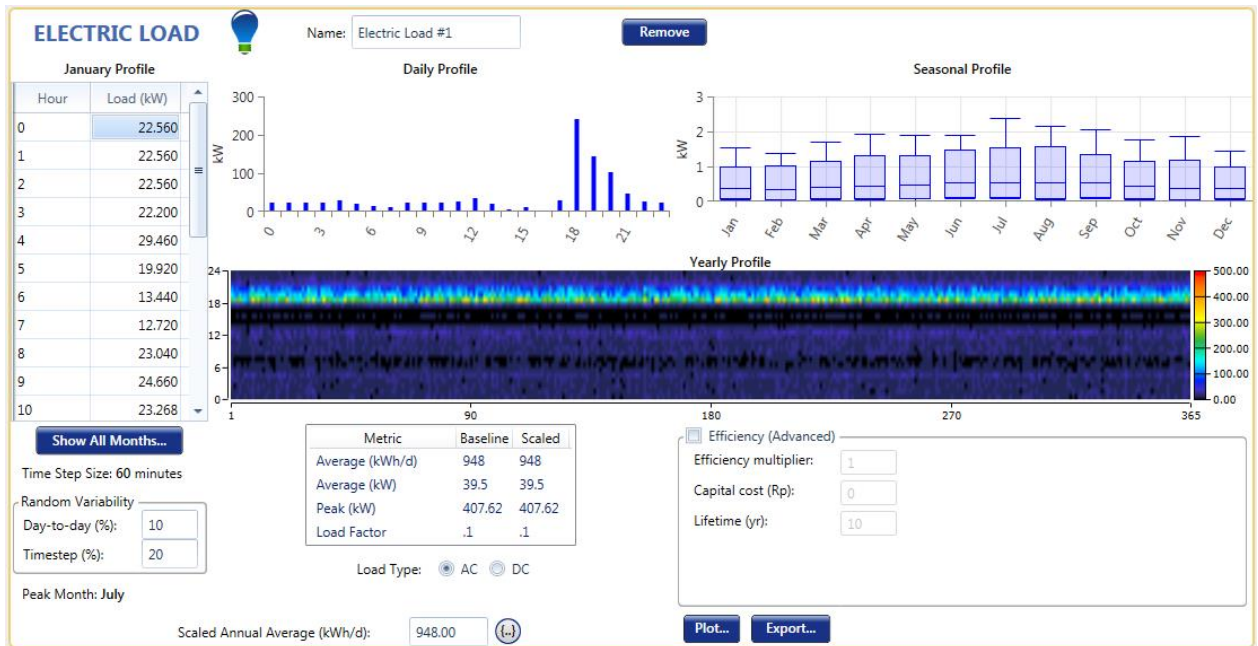 ELECTRIC LOAD
Name: Electric Load #1
Remove
January Profile
Hour Load (kW)
0 22.560
1 22.560
2 22.560
3 22.200
4 29.460
5 19.920
6 13.440
7 12.720
8 23.040
9 24.660
10 23.268
Show All Months...
Time Step Size: 60 minutes
Random Variability
Day-to-day (%): 10
Timestep (%): 20
Peak Month: July
Daily Profile
kW
300
200
100
0
0 3 6 9 12 15 18 21
Seasonal Profile
kW
3
2
1
0
Jan Feb Mar Apr May Jun Jul Aug Sep Oct Nov Dec
Yearly Profile
24
18
12
6
0
1 90 180 270 365
500.00
400.00
300.00
200.00
100.00
0.00
Metric Baseline Scaled
Average (kWh/d) 948 948
Average (kW) 39.5 39.5
Peak (kW) 407.62 407.62
Load Factor .1 .1
Load Type: AC DC
Scaled Annual Average (kWh/d): 948.00 {..}
Efficiency (Advanced)
Efficiency multiplier: 1
Capital cost (Rp): 0
Lifetime (yr): 10
Plot... Export...